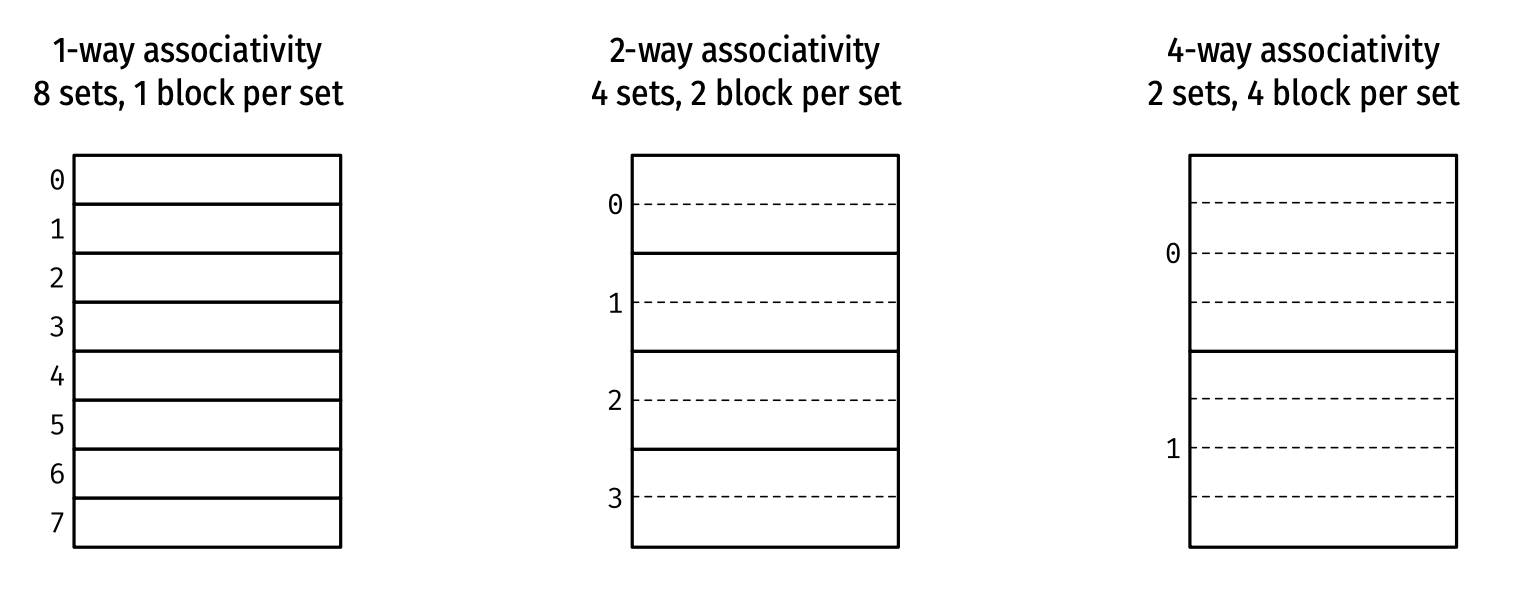 1-way associativity
8 sets, 1 block per set
0
1
2
3
4
5
6
7
2-way associativity
4 sets, 2 block per set
0
1
2
3
4-way associativity
2 sets, 4 block per set
0
1